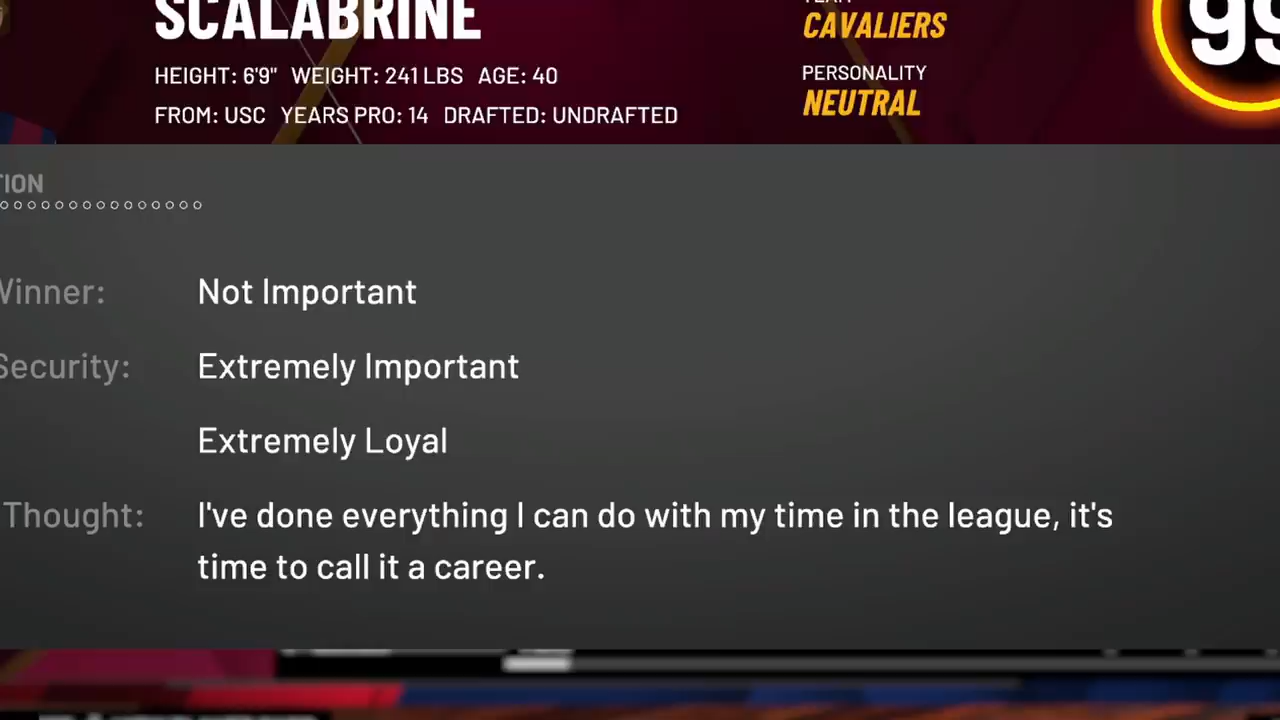 SCALABRINE
CAVALIERS
HEIGHT: 6'9" WEIGHT: 241 LBS AGE: 40
PERSONALITY
NEUTRAL
FROM: USC YEARS PRO: 14 DRAFTED: UNDRAFTED
99
TION
Winner: Not Important
Security: Extremely Important
Extremely Loyal
Thought: I've done everything I can do with my time in the league, it's
time to call it a career.